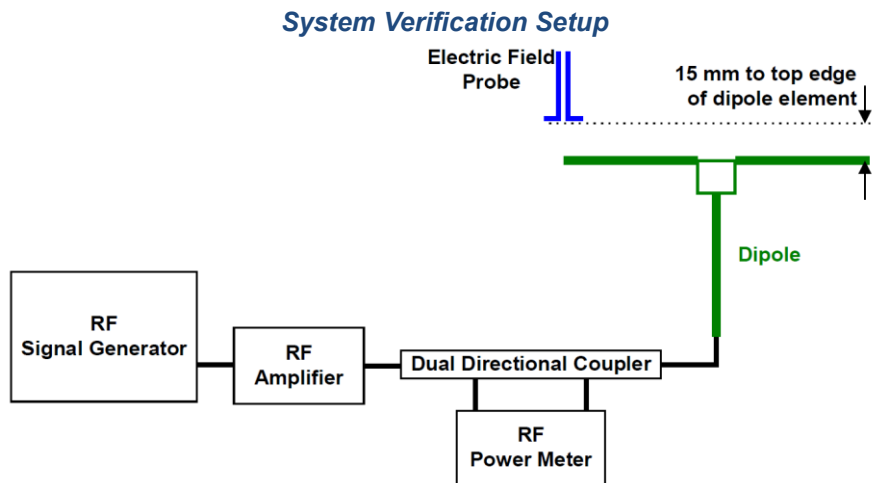 System Verification Setup
Electric Field
Probe
15 mm to top edge
of dipole element
Dipole
RF
Signal Generator
RF
Amplifier
Dual Directional Coupler
RF
Power Meter